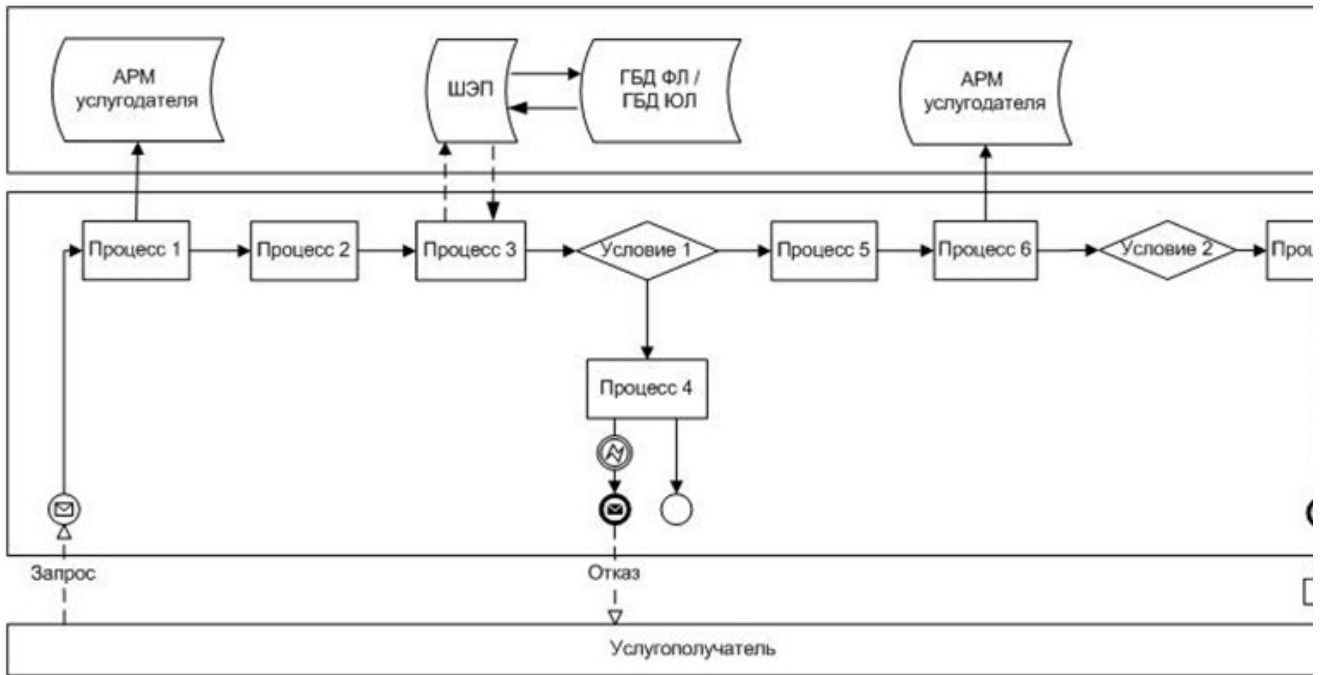 АРМ
услугодателя
ШЭП
ГБД ФЛ /
ГБД ЮЛ
АРМ
услугодателя
Процесс 1
Процесс 2
Процесс 3
Условие 1
Процесс 5
Процесс 6
Условие 2
Проц
Процесс 4
Запрос
Отказ
Услугополучатель